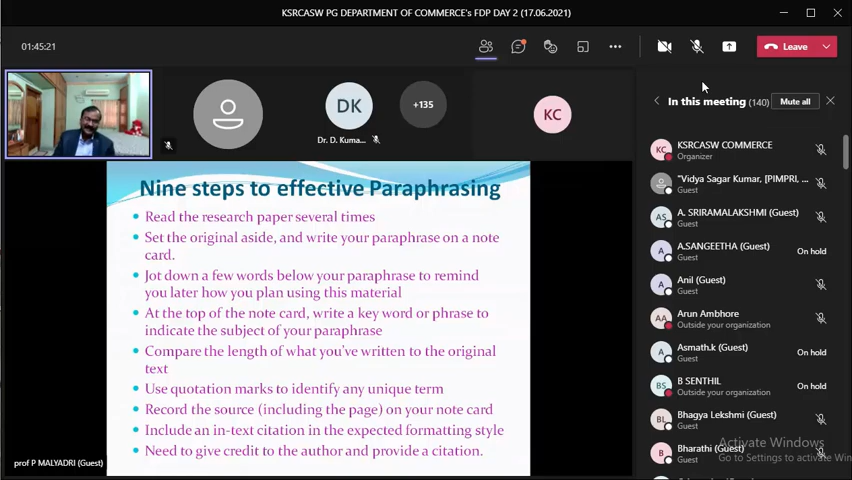 KSRCASW PG DEPARTMENT OF COMMERCE's FDP DAY 2 (17.06.2021)
01:45:21
Leave
DK
+135
KC
Dr. D. Kuma...
prof P MALYADRI (Guest)
Nine steps to effective Paraphrasing
• Read the research paper several times
• Set the original aside, and write your paraphrase on a note
card.
• Jot down a few words below your paraphrase to remind
you later how you plan using this material
• At the top of the note card, write a key word or phrase to
indicate the subject of your paraphrase
• Compare the length of what you've written to the original
text
• Use quotation marks to identify any unique term
• Record the source (including the page) on your note card
• Include an in-text citation in the expected formatting style
• Need to give credit to the author and provide a citation.
In this meeting (140)
Mute all
KC KSRCASW COMMERCE
Organizer
"Vidya Sagar Kumar, [PIMPRI, ...
Guest
AS A. SRIRAMALAKSHMI (Guest)
Guest
A A.SANGEETHA (Guest) On hold
Guest
A Anil (Guest)
Guest
AA Arun Ambhore
Outside your organization
A Asmath.k (Guest) On hold
Guest
BS B SENTHIL On hold
Outside your organization
BL Bhagya Lekshmi (Guest)
Guest
B Bharathi (Guest)
Guest
Activate Windows
Go to Settings to activate Win